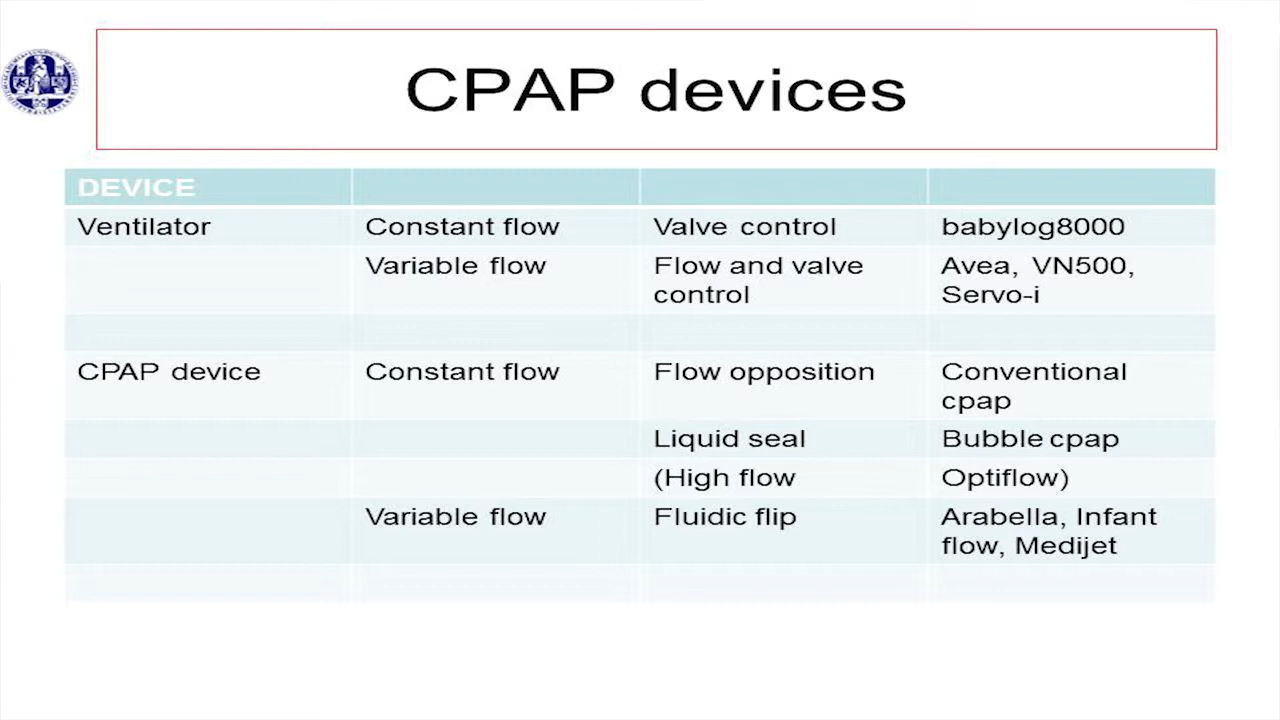 CPAP devices
DEVICE
Ventilator Constant flow Valve control babylog8000
Variable flow Flow and valve control Avea, VN500, Servo-i
CPAP device Constant flow Flow opposition Conventional cpap
Liquid seal Bubble cpap
(High flow Optiflow)
Variable flow Fluidic flip Arabella, Infant flow, Medijet